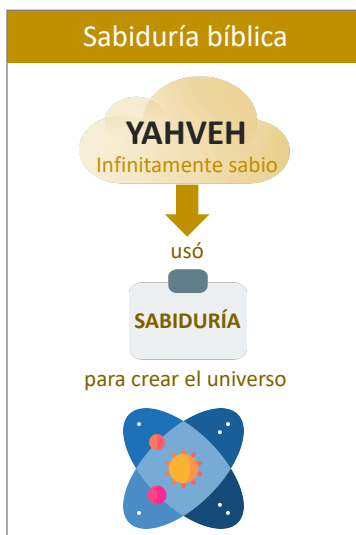 Sabiduría bíblica
YAHVEH
Infinitamente sabio
usó
SABIDURÍA
para crear el universo